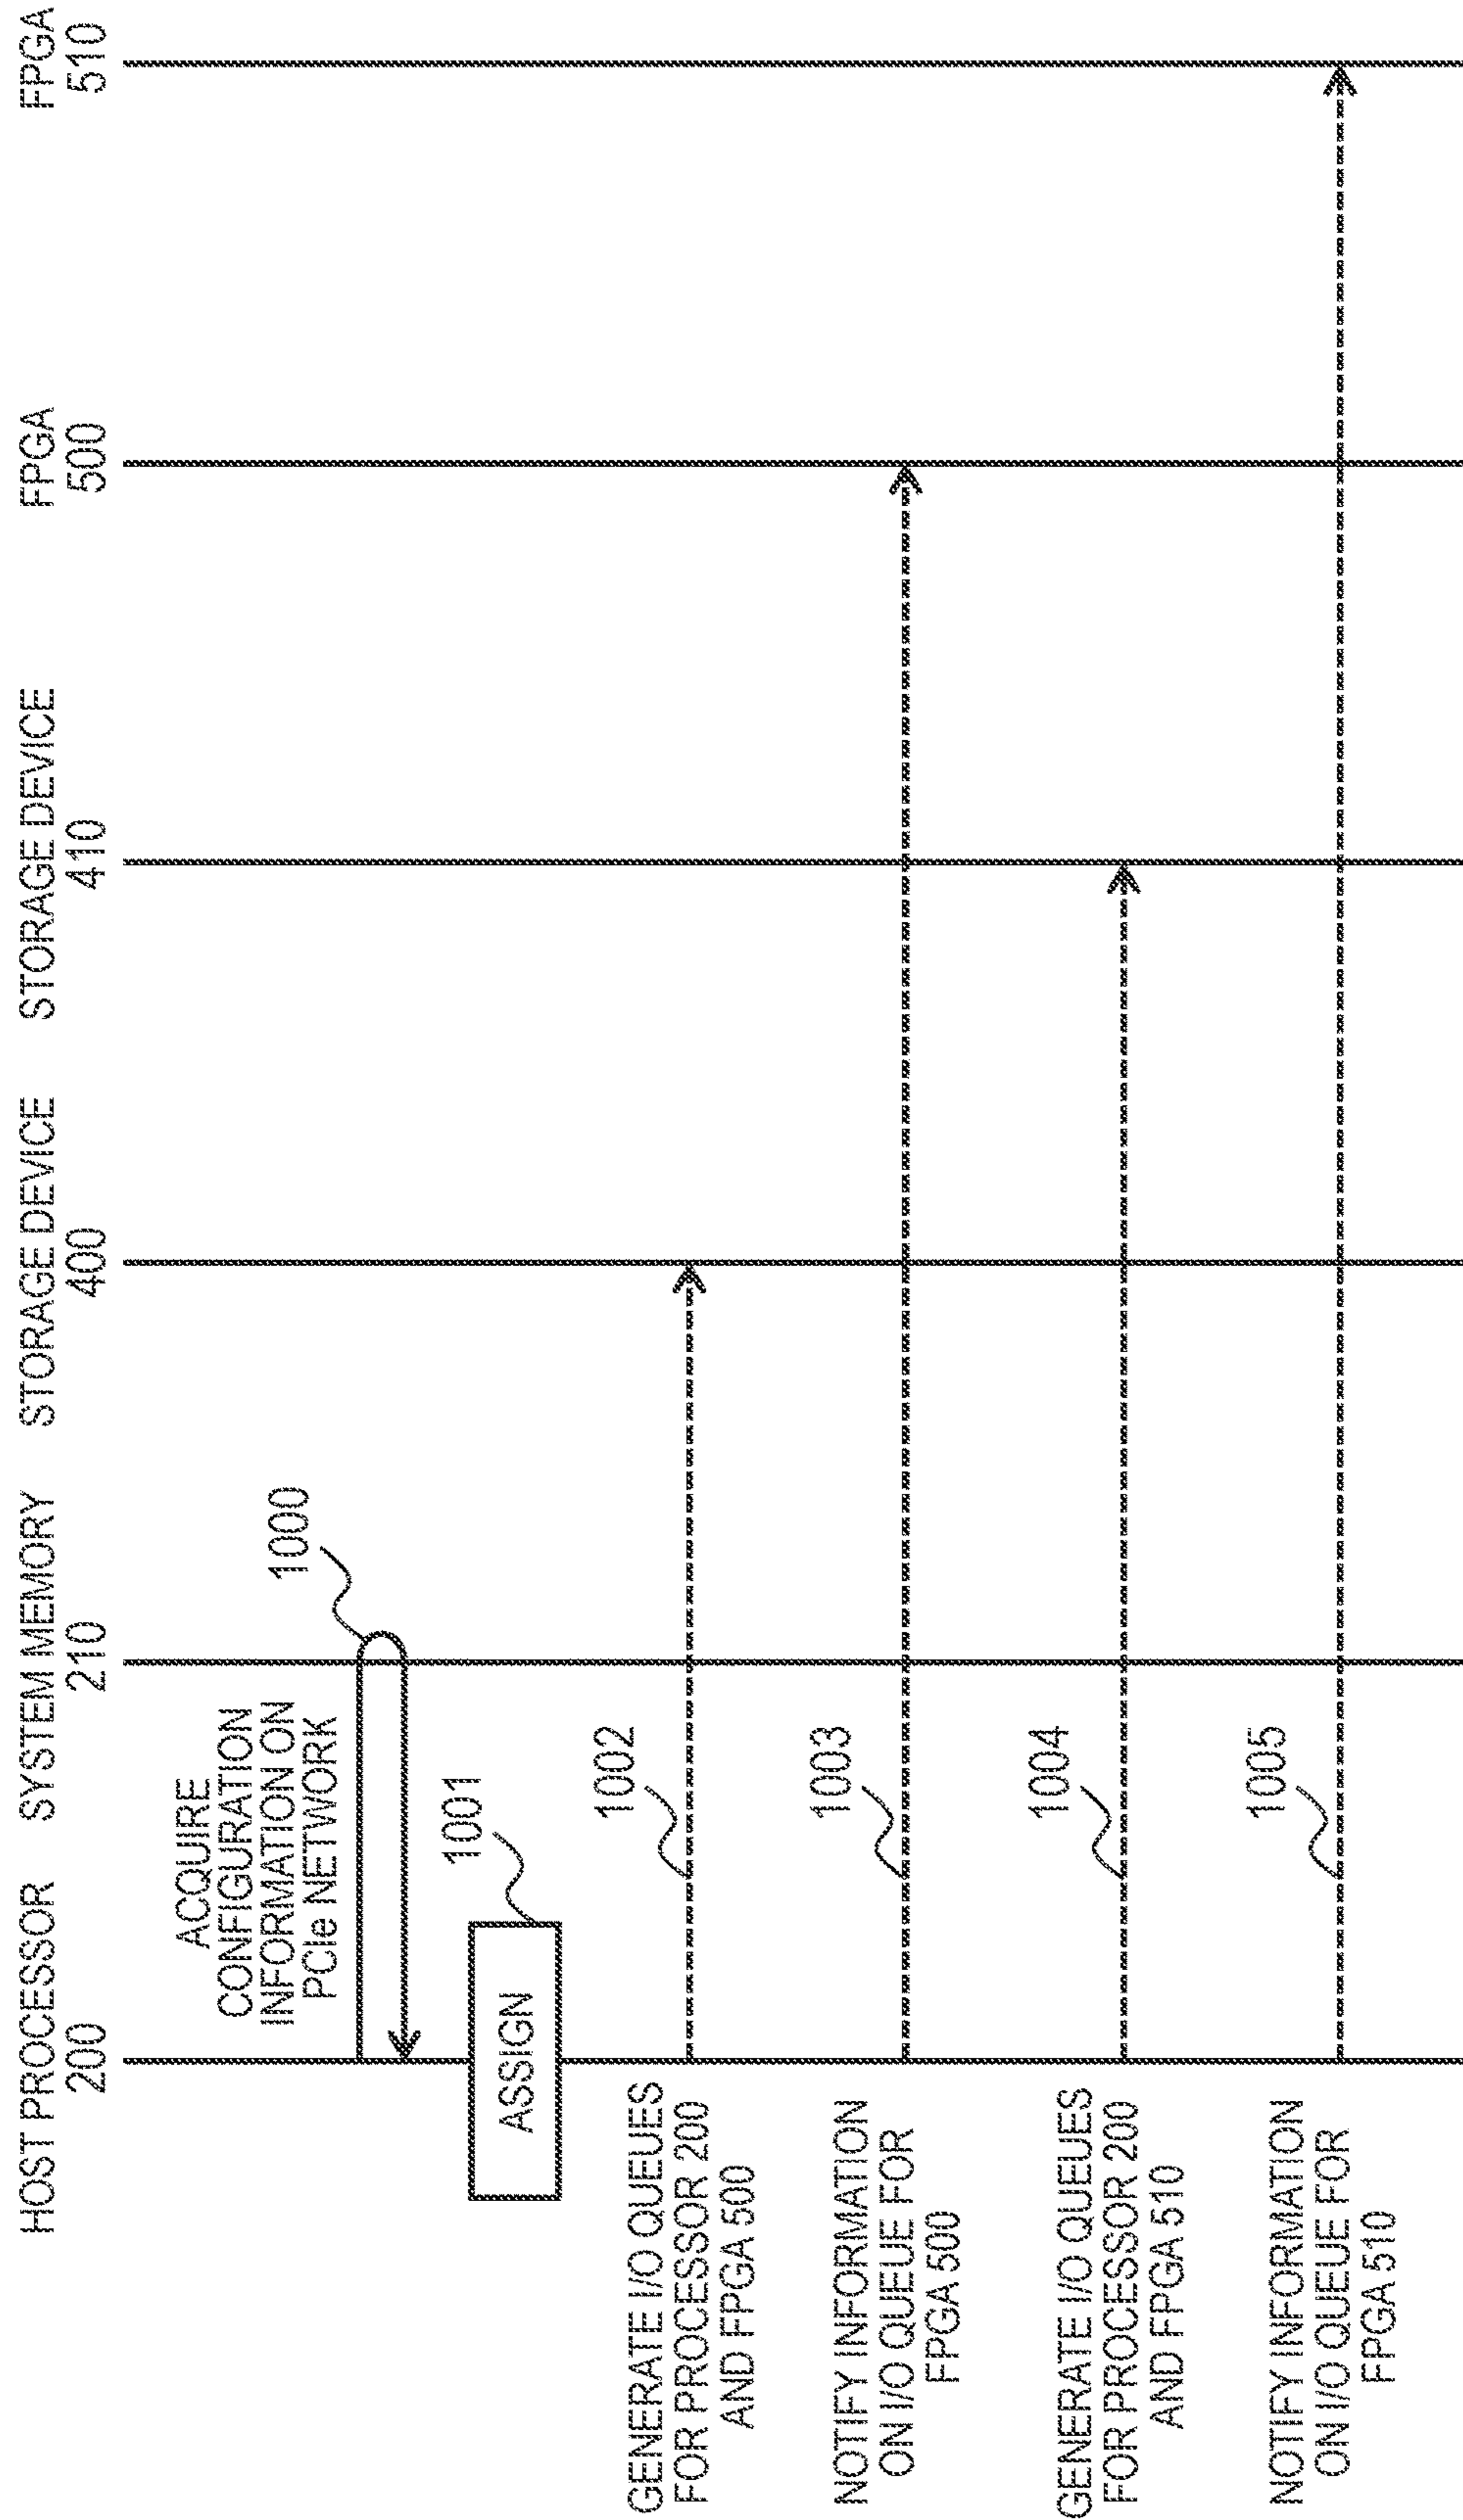 HOST PROCESSOR
200
SYSTEM MEMORY
210
STORAGE DEVICE
400
STORAGE DEVICE
410
FPGA
500
FPGA
510
ACQUIRE
CONFIGURATION
INFORMATION ON
PCIe NETWORK
1000
1001
ASSIGN
GENERATE I/O QUEUES
FOR PROCESSOR 200
AND FPGA 500
1002
NOTIFY INFORMATION
ON I/O QUEUE FOR
FPGA 500
1003
GENERATE I/O QUEUES
FOR PROCESSOR 200
AND FPGA 510
1004
NOTIFY INFORMATION
ON I/O QUEUE FOR
FPGA 510
1005